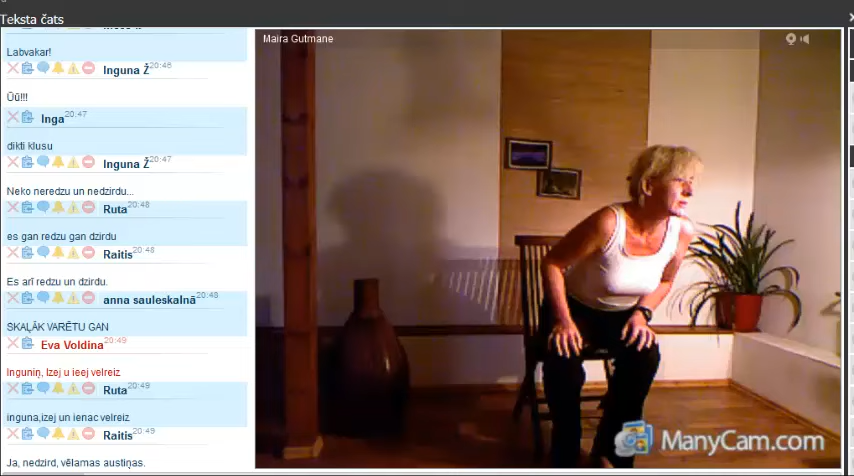 Teksta čats
Maira Gutmane
Labvakar!
Inguna Ž 20:46
Ūū!!!
Inga 20:47
dikti klusu
Inguna Ž 20:47
Neko neredzu un nedzirdu...
Ruta 20:48
es gan redzu gan dzirdu
Raitis 20:48
Es arī redzu un dzirdu.
anna sauleskalnā 20:48
SKAĻĀK VARĒTU GAN
Eva Voldiņa 20:49
Inguniņ, Izej u ieej velreiz
Ruta 20:49
inguna,izej un ienac velreiz
Raitis 20:49
Ja, nedzird, vēlamas austiņas.
ManyCam.com